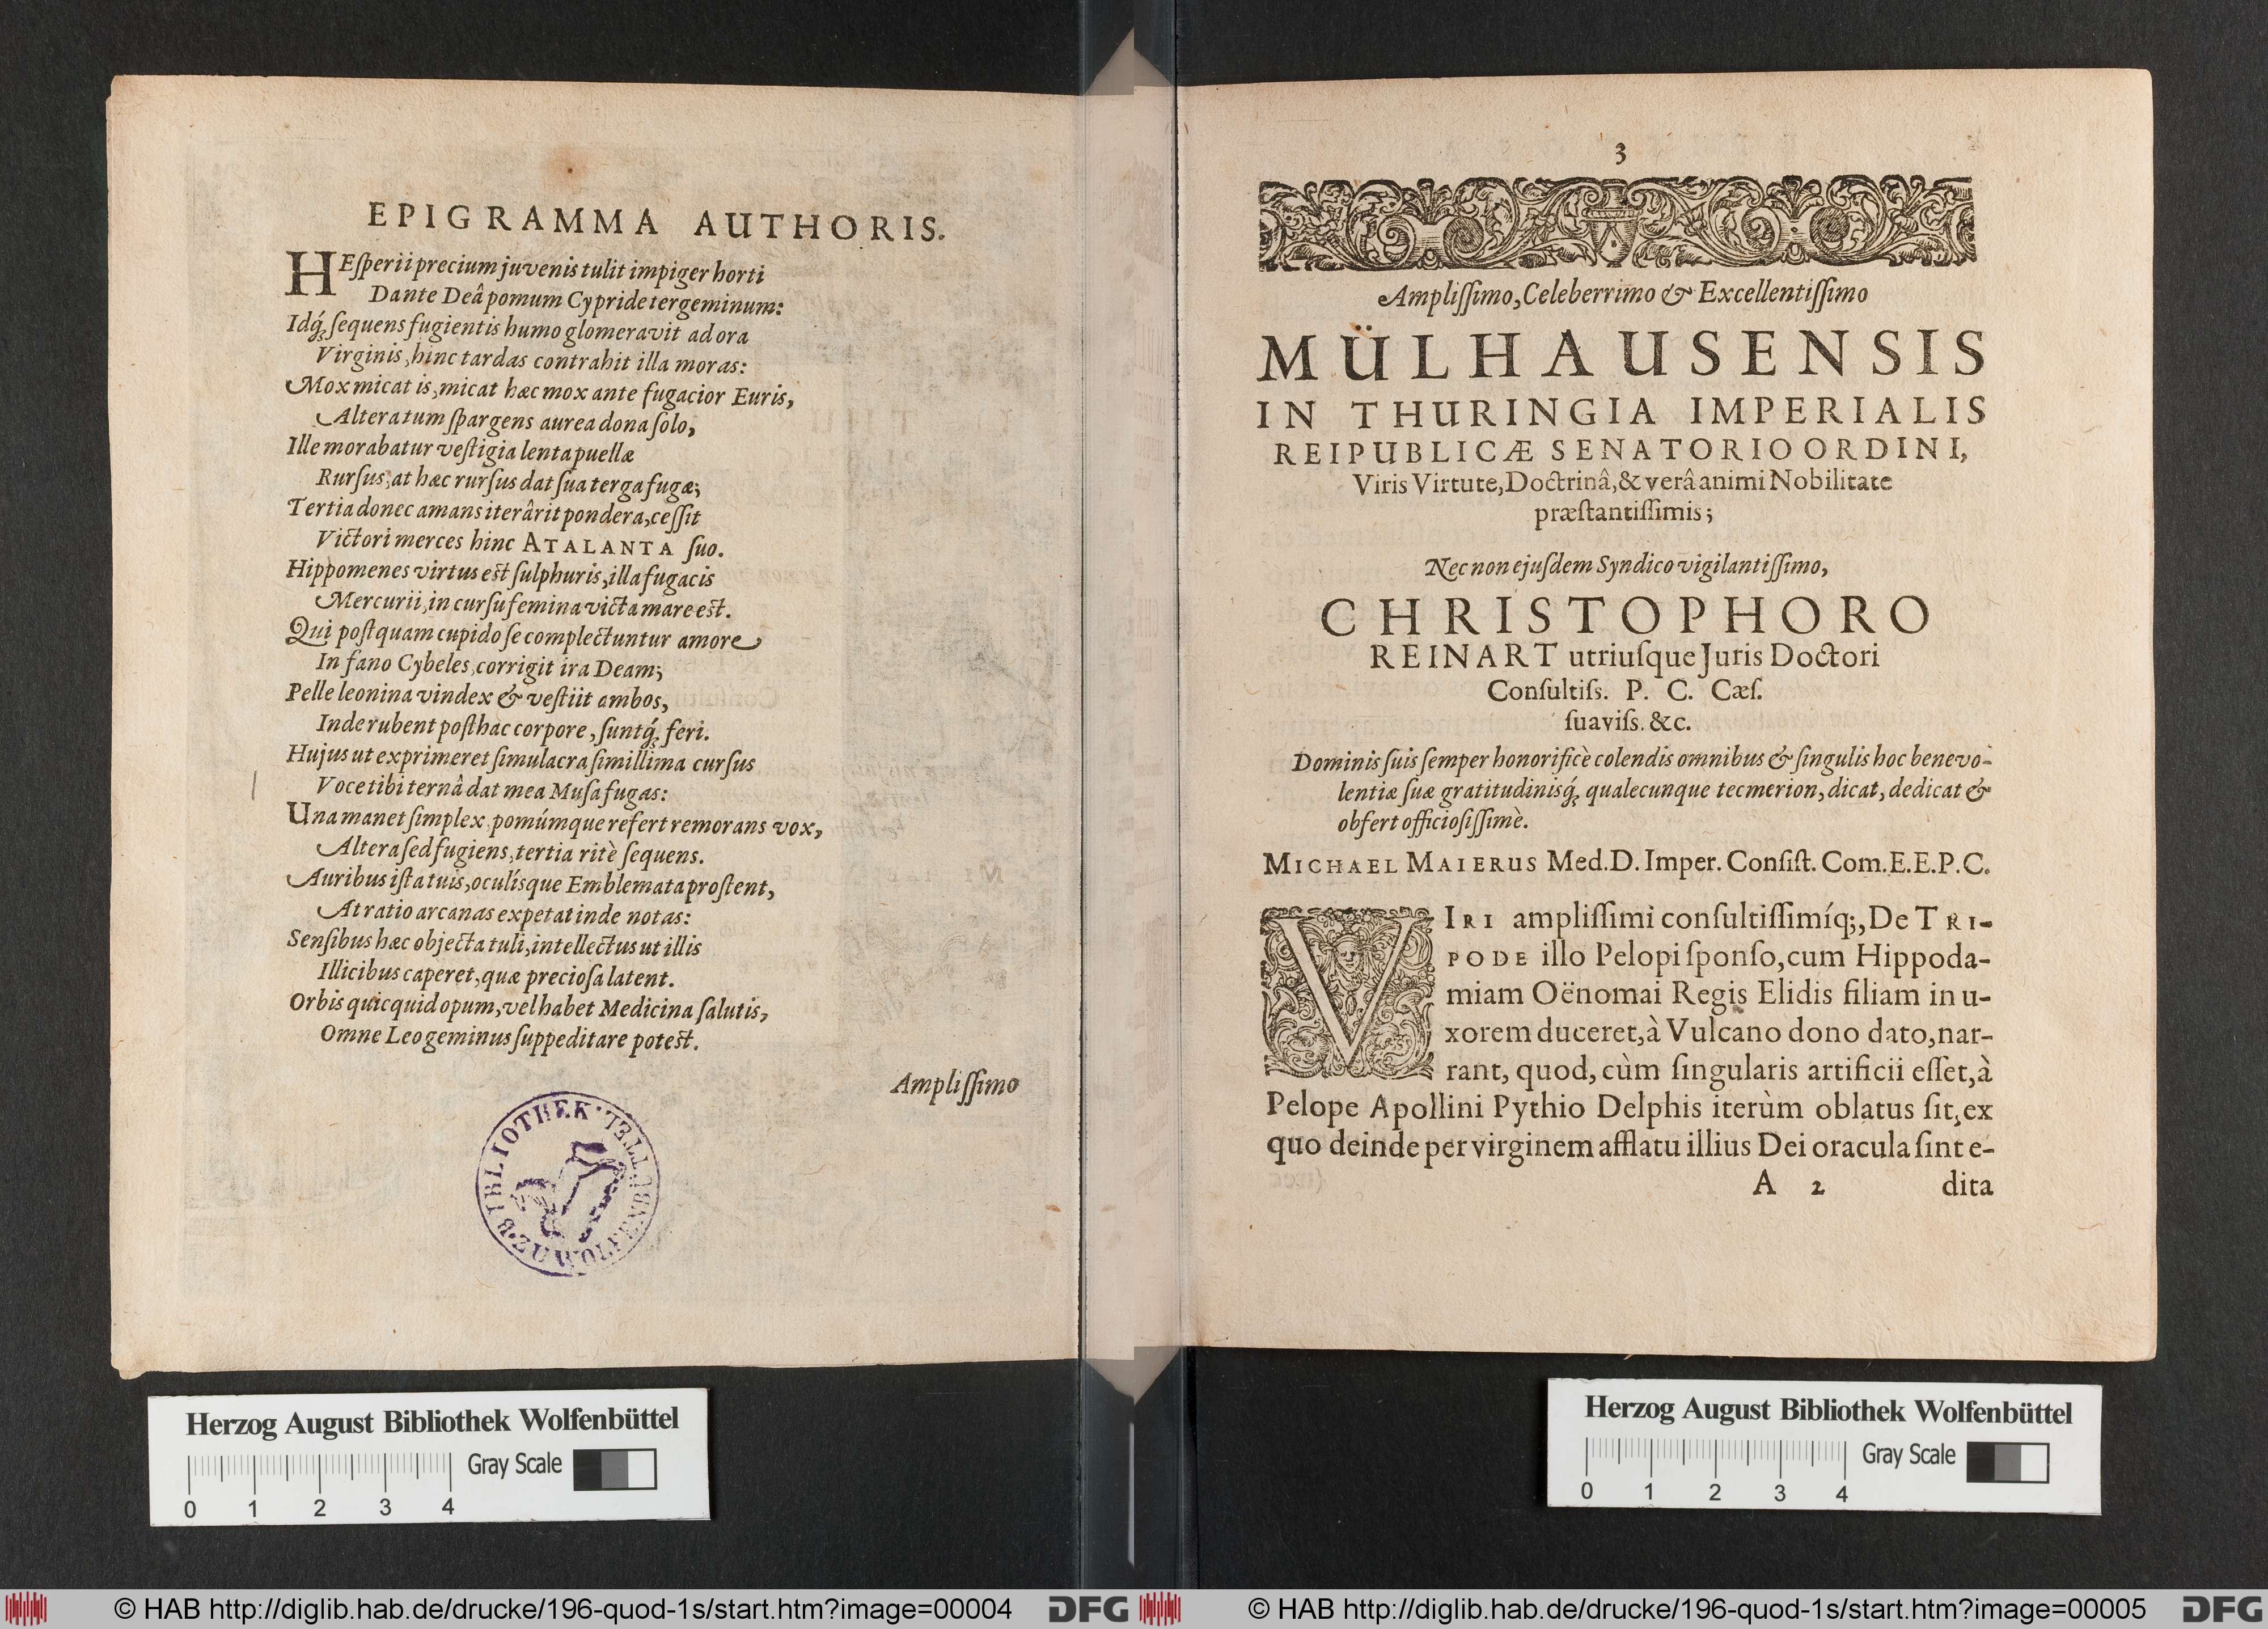 EPIGRAMMA AUTHORIS.
HEſperii precium juvenis tulit impiger horti
Dante Deâ pomum Cypride tergeminum:
Idq́; ſequens fugientis humo glomeravit ad ora
Virginis, hinc tardas contrahit illa moras:
Mox micat is, micat hæc mox ante fugacior Euris,
Altera tum ſpargens aurea dona ſolo,
Ille morabatur veſtigia lenta puellæ
Rurſus, at hæc rurſus dat ſua terga fugæ;
Tertia donec amans iterârit pondera, ceſſit
Victori merces hinc ATALANTA ſuo.
Hippomenes virtus est ſulphuris, illa fugacis
Mercurii, in curſu femina victa mare est.
Qui poſtquam cupido ſe complectuntur amore
In fano Cybeles corrigit ira Deam;
Pelle leonina vindex & veſtiit ambos,
Inde rubent poſthac corpore, ſuntq́; feri.
Hujus ut exprimeret ſimulacra ſimillima curſus
Voce tibi ternâ dat mea Muſa fugas:
Una manet ſimplex pomúmque refert remorans vox,
Altera ſed fugiens, tertia ritè ſequens.
Auribus iſta tuis, oculísque Emblemata proſtent,
At ratio arcanas expetat inde notas:
Senſibus hæc objecta tuli, intellectus ut illis
Illicibus caperet, quæ precioſa latent.
Orbis quicquid opum, vel habet Medicina ſalutis,
Omne Leo geminus ſuppeditare potest.
Ampliſſimo
BIBLIOTHEK ZU WOLFENBUTTEL
3
Ampliſſimo, Celeberrimo & Excellentiſſimo
MÜLHAUSENSIS
IN THURINGIA IMPERIALIS
REIPUBLICÆ SENATORIO ORDINI,
Viris Virtute, Doctrinâ, & verâ animi Nobilitate
præſtantiſſimis;
Nec non ejuſdem Syndico vigilantiſſimo,
CHRISTOPHORO
REINART utriuſque Juris Doctori
Conſultiſs. P. C. Cæſ.
ſuaviſs. &c.
Dominis ſuis ſemper honorificè colendis omnibus & ſingulis hoc benevo-
lentiæ ſuæ gratitudinisq́; qualecunque tecmerion, dicat, dedicat &
obfert officioſiſſimè.
MICHAEL MAIERUS Med. D. Imper. Conſiſt. Com. E. E. P. C.
VIRI ampliſſimi conſultiſſimíq;, De TRI-
PODE illo Pelopi ſponſo, cum Hippoda-
miam Oënomai Regis Elidis filiam in u-
xorem duceret, à Vulcano dono dato, nar-
rant, quod, cùm ſingularis artificii eſſet, à
Pelope Apollini Pythio Delphis iterùm oblatus ſit, ex
quo deinde per virginem afflatu illius Dei oracula ſint e-
A 2 dita
Herzog August Bibliothek Wolfenbüttel
Gray Scale
0 1 2 3 4
Herzog August Bibliothek Wolfenbüttel
Gray Scale
0 1 2 3 4
© HAB http://diglib.hab.de/drucke/196-quod-1s/start.htm?image=00004 DFG
© HAB http://diglib.hab.de/drucke/196-quod-1s/start.htm?image=00005 DFG